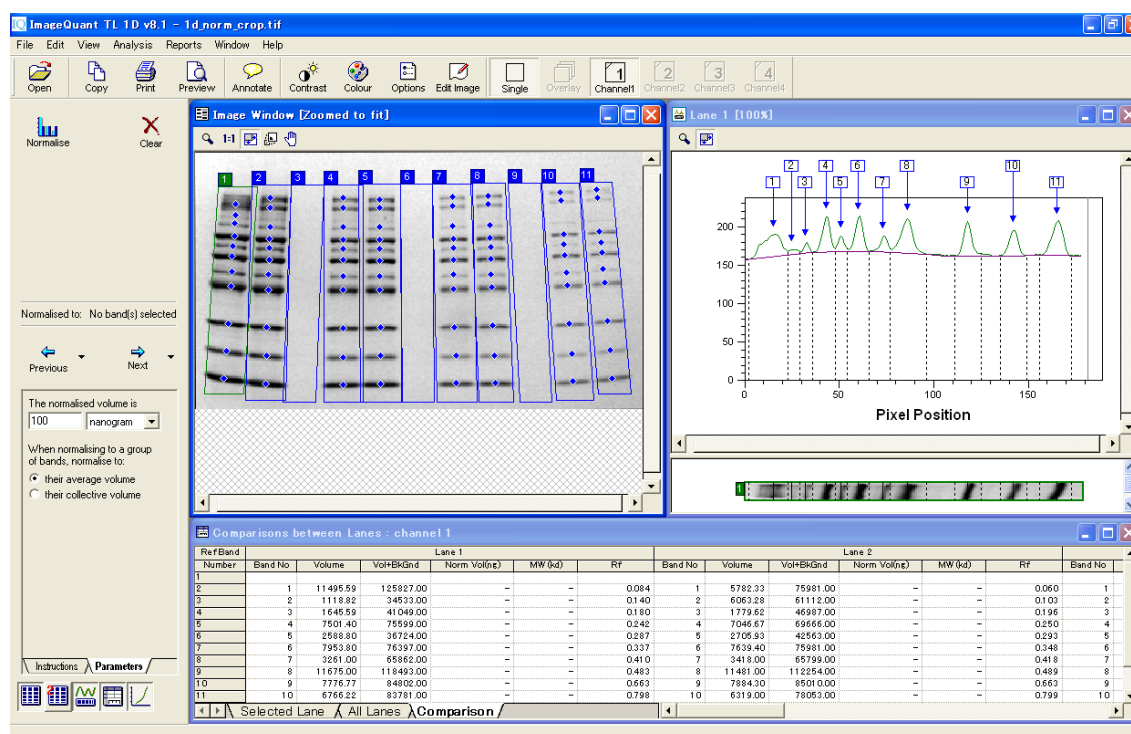 ImageQuant TL 1D v8.1 - 1d_norm_crop.tif
File Edit View Analysis Reports Window Help
Open Copy Print Preview Annotate Contrast Colour Options Edit Image Single Overlay Channel1 Channel2 Channel3 Channel4
Normalise Clear
Normalised to: No band(s) selected
Previous Next
The normalised volume is
100 nanogram
When normalising to a group
of bands, normalise to:
their average volume
their collective volume
Instructions Parameters
Image Window [Zoomed to fit]
1:1
1 2 3 4 5 6 7 8 9 10 11
Lane 1 [100%]
2 4 6 8 10
1 3 5 7 9 11
200
150
100
50
0
0 50 100 150
Pixel Position
1
Comparisons between Lanes : channel 1
Ref Band Lane 1 Lane 2
Number Band No Volume Vol+BkGnd Norm Vol(ng) MW (kd) Rf Band No Volume Vol+BkGnd Norm Vol(ng) MW (kd) Rf Band No
1
2 1 11495.59 125827.00 - - 0.084 1 5782.33 75981.00 - - 0.060 1
3 2 1118.82 34533.00 - - 0.140 2 6063.28 61112.00 - - 0.103 2
4 3 1645.59 41049.00 - - 0.180 3 1779.62 46987.00 - - 0.196 3
5 4 7501.40 75599.00 - - 0.242 4 7046.67 69666.00 - - 0.250 4
6 5 2588.80 36724.00 - - 0.287 5 2705.93 42563.00 - - 0.293 5
7 6 7953.80 76397.00 - - 0.337 6 7639.40 75981.00 - - 0.348 6
8 7 3261.00 65862.00 - - 0.410 7 3418.00 65799.00 - - 0.418 7
9 8 11675.00 118493.00 - - 0.483 8 11481.00 112254.00 - - 0.489 8
10 9 7776.77 84802.00 - - 0.663 9 7884.30 85010.00 - - 0.663 9
11 10 6766.22 83781.00 - - 0.798 10 6319.00 78053.00 - - 0.799 10
Selected Lane All Lanes Comparison